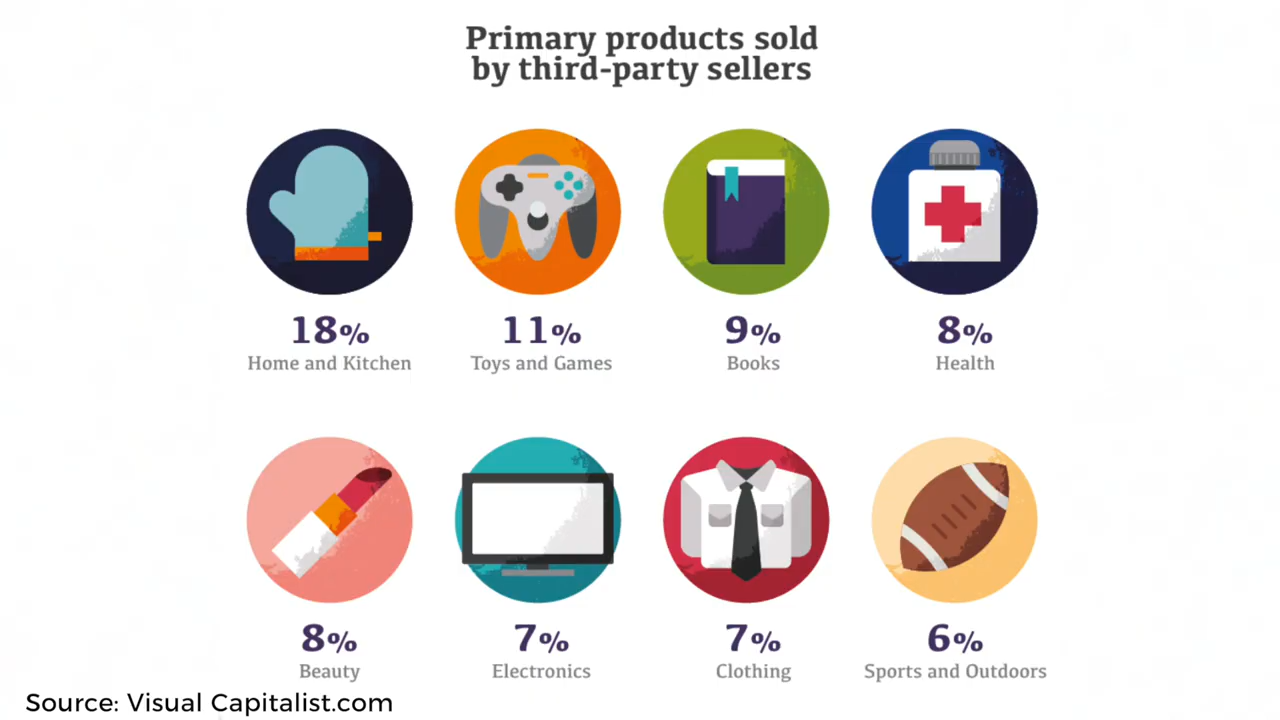 Primary products sold
by third-party sellers
18% 11% 9% 8%
Home and Kitchen Toys and Games Books Health
8% 7% 7% 6%
Beauty Electronics Clothing Sports and Outdoors
Source: Visual Capitalist.com